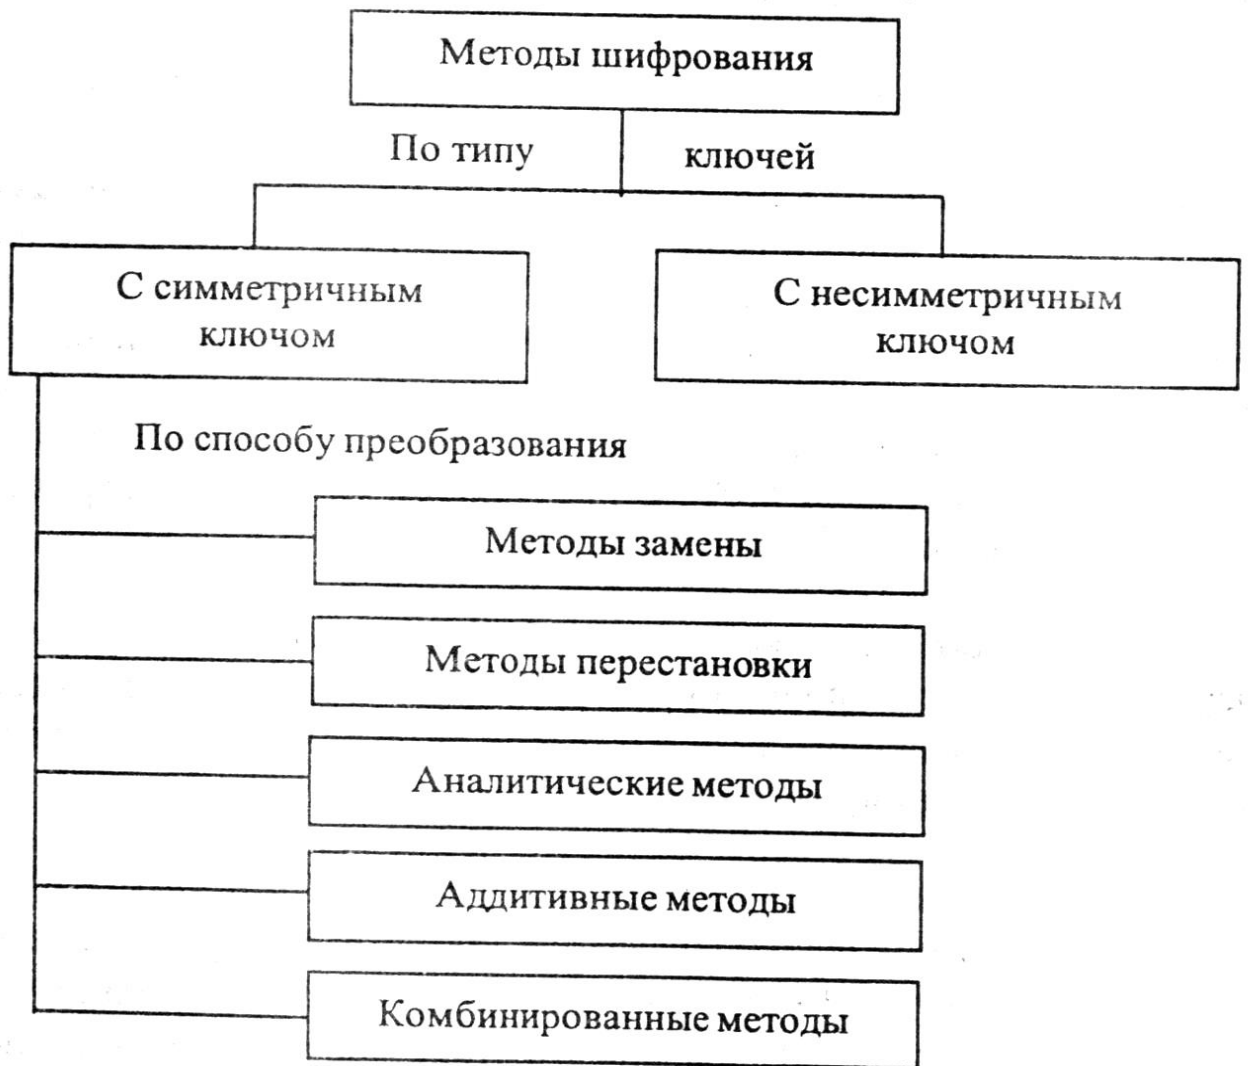 Методы шифрования
По типу ключей
С симметричным
ключом
С несимметричным
ключом
По способу преобразования
Методы замены
Методы перестановки
Аналитические методы
Аддитивные методы
Комбинированные методы